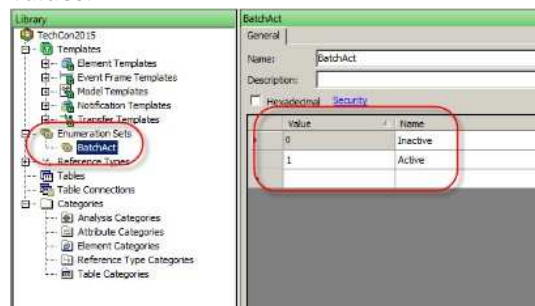 Library
TechCon2015
Templates
Element Templates
Event Frame Templates
Model Templates
Notification Templates
Transfer Templates
Enumeration Sets
BatchAct
Reference Types
Tables
Table Connections
Categories
Analysis Categories
Attribute Categories
Element Categories
Reference Type Categories
Table Categories
BatchAct
General
Name: BatchAct
Description:
Hexadecimal Security
Value Name
0 Inactive
1 Active